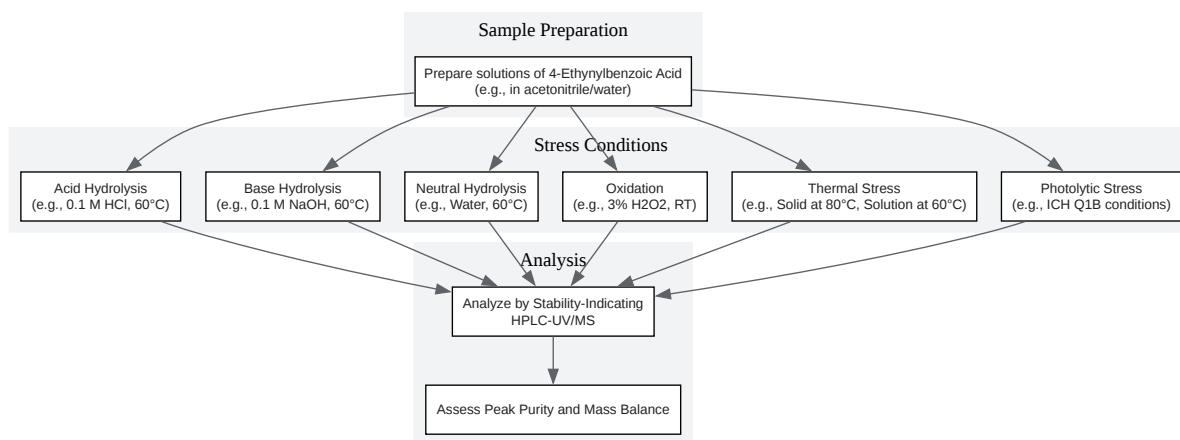 Sample Preparation
Prepare solutions of 4-Ethynylbenzoic Acid
(e.g., in acetonitrile/water)
Stress Conditions
Acid Hydrolysis
(e.g., 0.1 M HCl, 60°C)
Base Hydrolysis
(e.g., 0.1 M NaOH, 60°C)
Neutral Hydrolysis
(e.g., Water, 60°C)
Oxidation
(e.g., 3% H2O2, RT)
Thermal Stress
(e.g., Solid at 80°C, Solution at 60°C)
Photolytic Stress
(e.g., ICH Q1B conditions)
Analysis
Analyze by Stability-Indicating
HPLC-UV/MS
Assess Peak Purity and Mass Balance